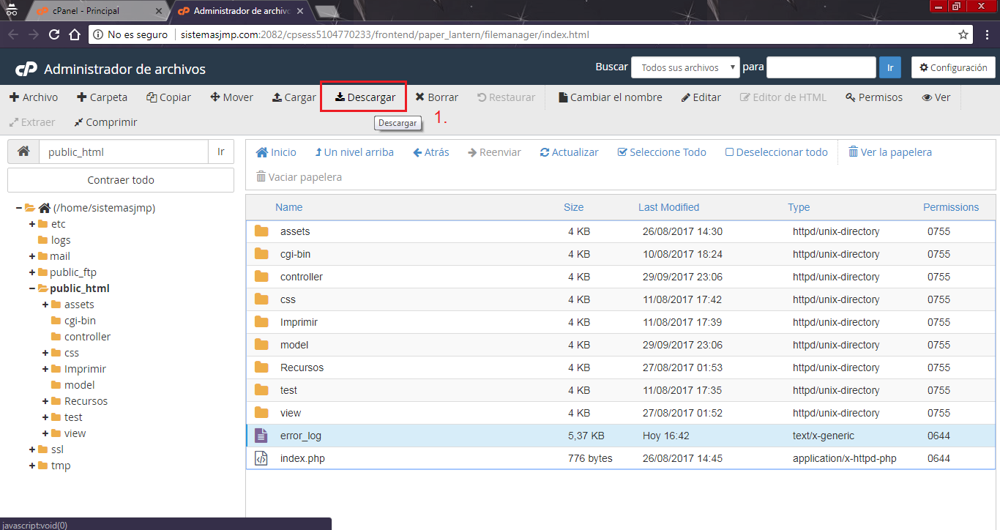 cPanel - Principal
Administrador de archivo
No es seguro sistemasjmp.com:2082/cpsess5104770233/frontend/paper_lantern/filemanager/index.html
cP Administrador de archivos
Buscar Todos sus archivos para Ir Configuración
Archivo Carpeta Copiar Mover Cargar Descargar Borrar Restaurar Cambiar el nombre Editar Editor de HTML Permisos Ver
Extraer Comprimir
Descargar
1.
public_html Ir
Contraer todo
(/home/sistemasjmp)
etc
logs
mail
public_ftp
public_html
assets
cgi-bin
controller
css
Imprimir
model
Recursos
test
view
ssl
tmp
Inicio Un nivel arriba Atrás Reenviar Actualizar Seleccione Todo Deseleccionar todo Ver la papelera
Vaciar papelera
Name Size Last Modified Type Permissions
assets 4 KB 26/08/2017 14:30 httpd/unix-directory 0755
cgi-bin 4 KB 10/08/2017 18:24 httpd/unix-directory 0755
controller 4 KB 29/09/2017 23:06 httpd/unix-directory 0755
css 4 KB 11/08/2017 17:42 httpd/unix-directory 0755
Imprimir 4 KB 11/08/2017 17:39 httpd/unix-directory 0755
model 4 KB 29/09/2017 23:06 httpd/unix-directory 0755
Recursos 4 KB 27/08/2017 01:53 httpd/unix-directory 0755
test 4 KB 11/08/2017 17:35 httpd/unix-directory 0755
view 4 KB 27/08/2017 01:52 httpd/unix-directory 0755
error_log 5,37 KB Hoy 16:42 text/x-generic 0644
index.php 776 bytes 26/08/2017 14:45 application/x-httpd-php 0644
javascript:void(0)